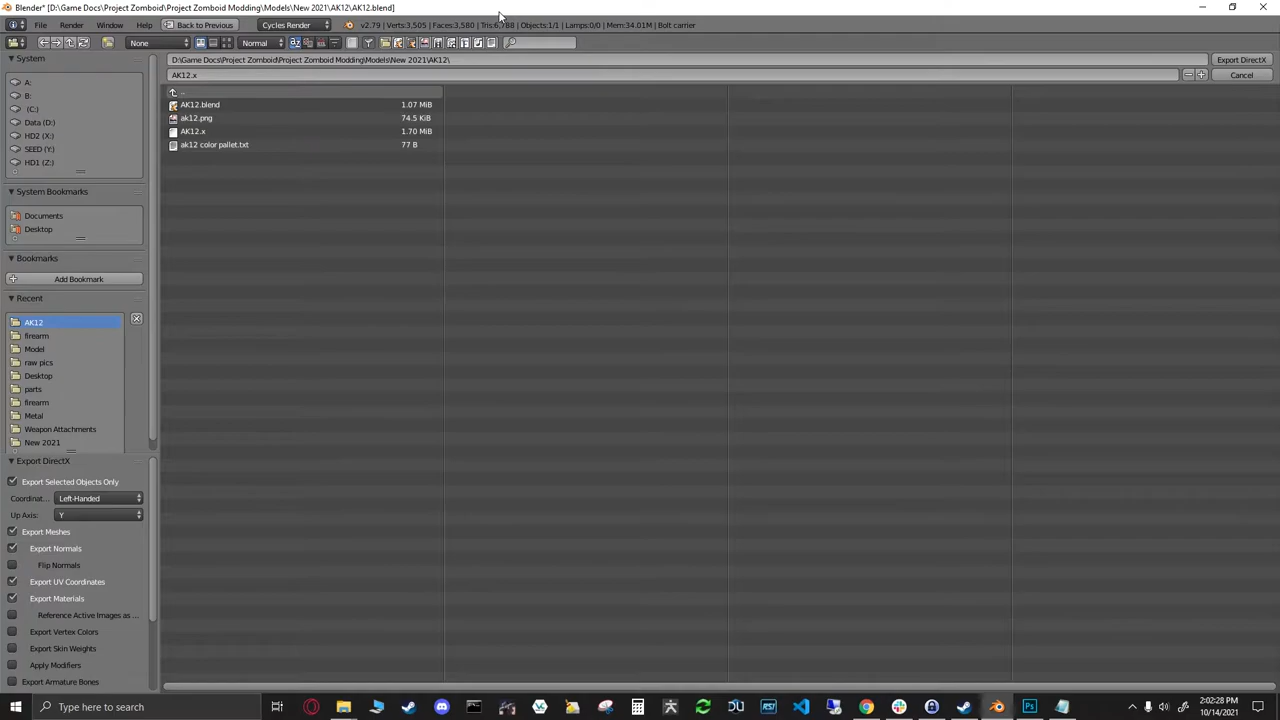 Blender* [D:\Game Docs\Project Zomboid\Project Zomboid Modding\Models\New 2021\AK12\AK12.blend]
File Render Window Help Back to Previous Cycles Render v2.79 | Verts:3,505 | Faces:3,580 | Tris:6,788 | Objects:1/1 | Lamps:0/0 | Mem:34.01M | Bolt carrier
None Normal
System
D:\Game Docs\Project Zomboid\Project Zomboid Modding\Models\New 2021\AK12\ Export DirectX
AK12.x Cancel
A:
B:
(C:)
Data (D:)
HD2 (X:)
SEED (Y:)
HD1 (Z:)
..
AK12.blend 1.07 MiB
ak12.png 74.5 KiB
AK12.x 1.70 MiB
ak12 color pallet.txt 77 B
System Bookmarks
Documents
Desktop
Bookmarks
Add Bookmark
Recent
AK12
firearm
Model
raw pics
Desktop
parts
firearm
Metal
Weapon Attachments
New 2021
Export DirectX
Export Selected Objects Only
Coordinat... Left-Handed
Up Axis: Y
Export Meshes
Export Normals
Flip Normals
Export UV Coordinates
Export Materials
Reference Active Images as ...
Export Vertex Colors
Export Skin Weights
Apply Modifiers
Export Armature Bones
Type here to search
2:02:28 PM
10/14/2021